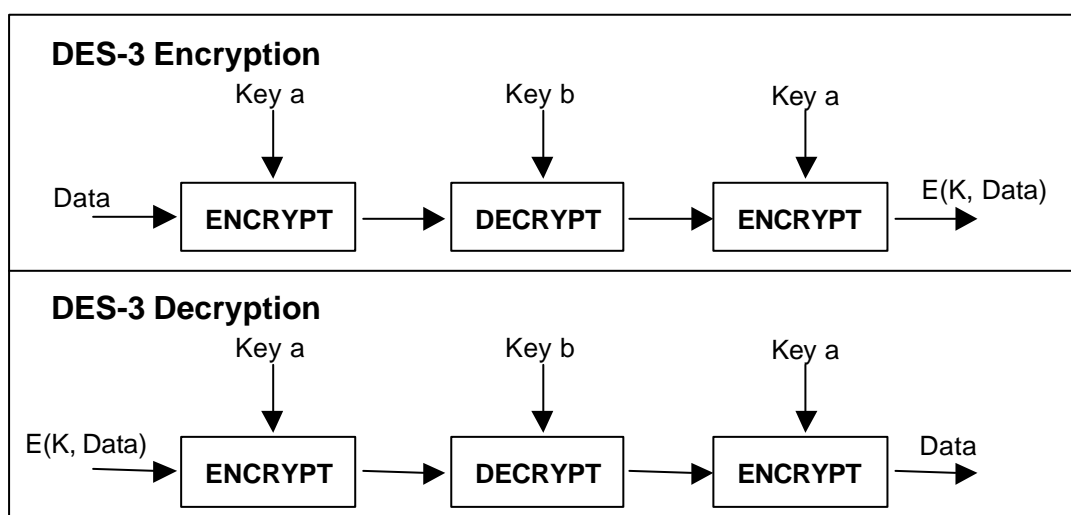 DES-3 Encryption
Key a Key b Key a
Data ENCRYPT DECRYPT ENCRYPT E(K, Data)
DES-3 Decryption
Key a Key b Key a
E(K, Data) ENCRYPT DECRYPT ENCRYPT Data